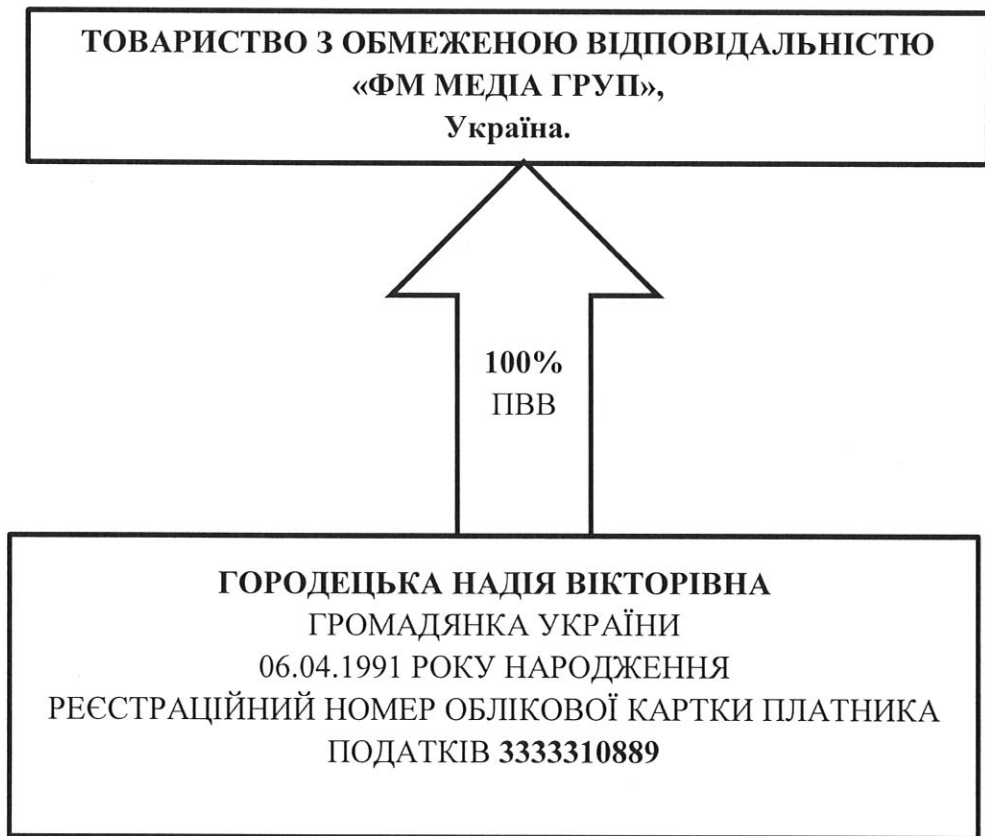 ТОВАРИСТВО З ОБМЕЖЕНОЮ ВІДПОВІДАЛЬНІСТЮ
«ФМ МЕДІА ГРУП»,
Україна.
100%
ПВВ
ГОРОДЕЦЬКА НАДІЯ ВІКТОРІВНА
ГРОМАДЯНКА УКРАЇНИ
06.04.1991 РОКУ НАРОДЖЕННЯ
РЕЄСТРАЦІЙНИЙ НОМЕР ОБЛІКОВОЇ КАРТКИ ПЛАТНИКА
ПОДАТКІВ 3333310889